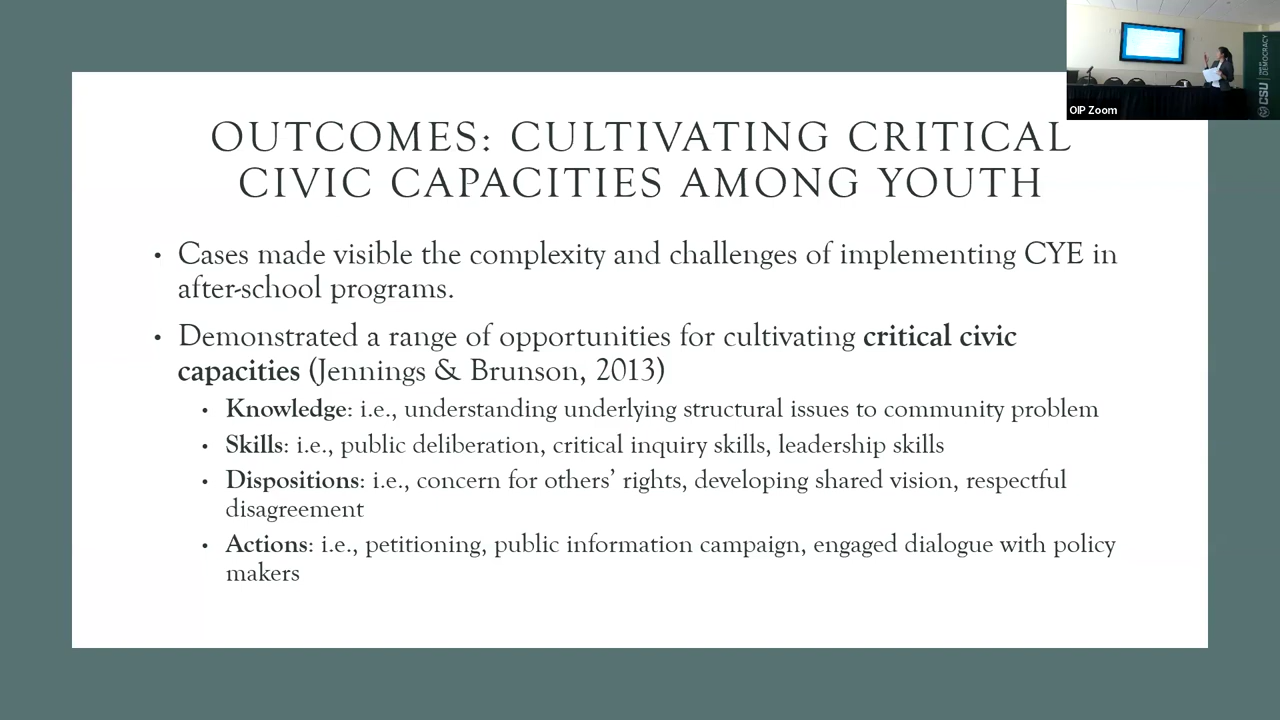 OUTCOMES: CULTIVATING CRITICAL
CIVIC CAPACITIES AMONG YOUTH
• Cases made visible the complexity and challenges of implementing CYE in
after-school programs.
• Demonstrated a range of opportunities for cultivating critical civic
capacities (Jennings & Brunson, 2013)
• Knowledge: i.e., understanding underlying structural issues to community problem
• Skills: i.e., public deliberation, critical inquiry skills, leadership skills
• Dispositions: i.e., concern for others’ rights, developing shared vision, respectful
disagreement
• Actions: i.e., petitioning, public information campaign, engaged dialogue with policy
makers
OIP Zoom
CSU
DEMOCRACY